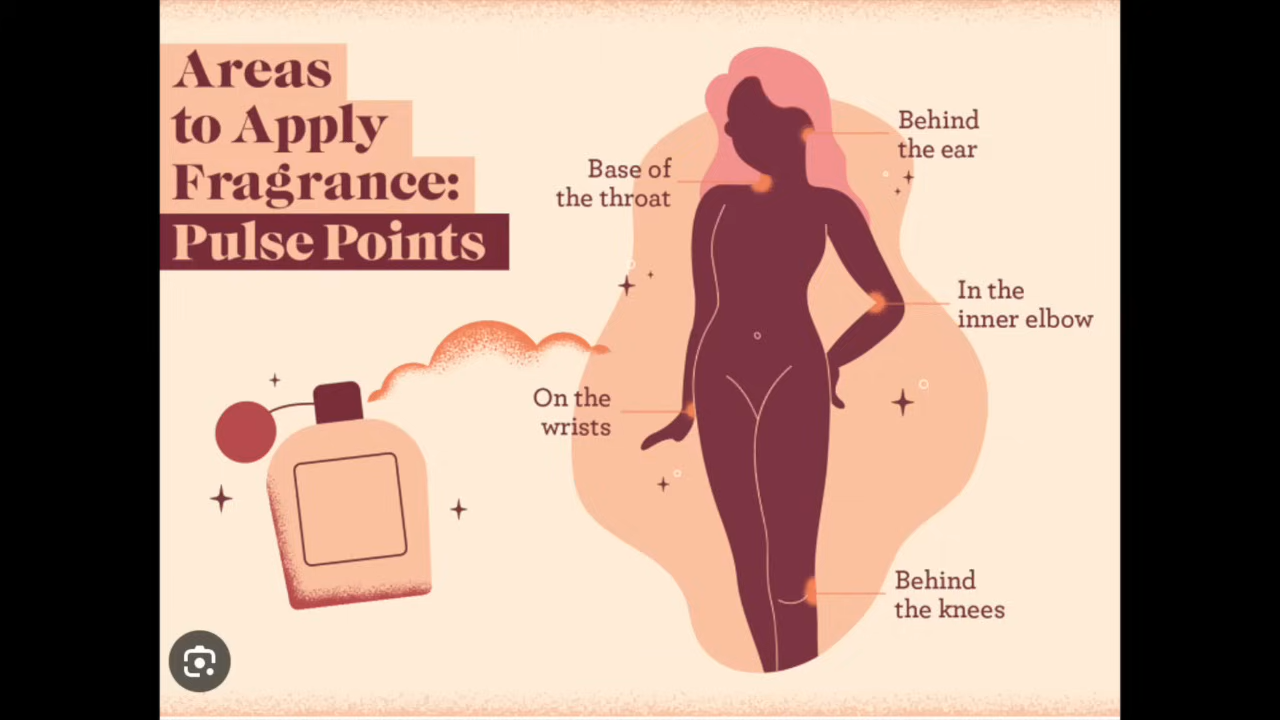 Areas
to Apply
Fragrance:
Pulse Points
Behind
the ear
Base of
the throat
In the
inner elbow
On the
wrists
Behind
the knees